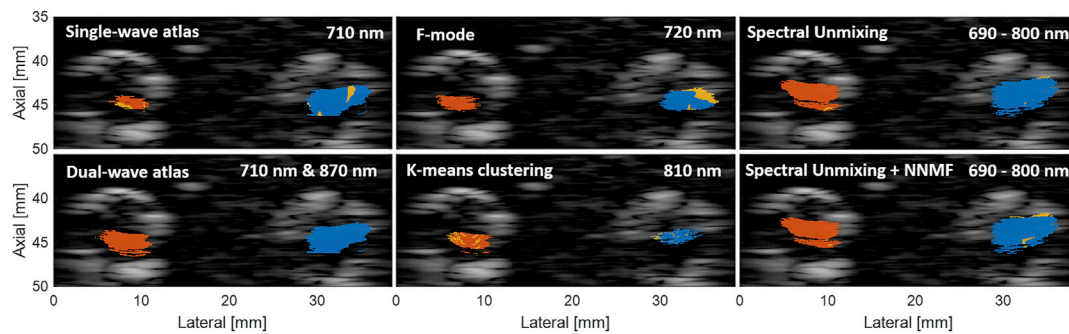 35
Single-wave atlas 710 nm
F-mode 720 nm
Spectral Unmixing 690 - 800 nm
40
Axial [mm]
45
50
Dual-wave atlas 710 nm & 870 nm
K-means clustering 810 nm
Spectral Unmixing + NNMF 690 - 800 nm
40
Axial [mm]
45
50
0 10 20 30
0 10 20 30
0 10 20 30
Lateral [mm]
Lateral [mm]
Lateral [mm]